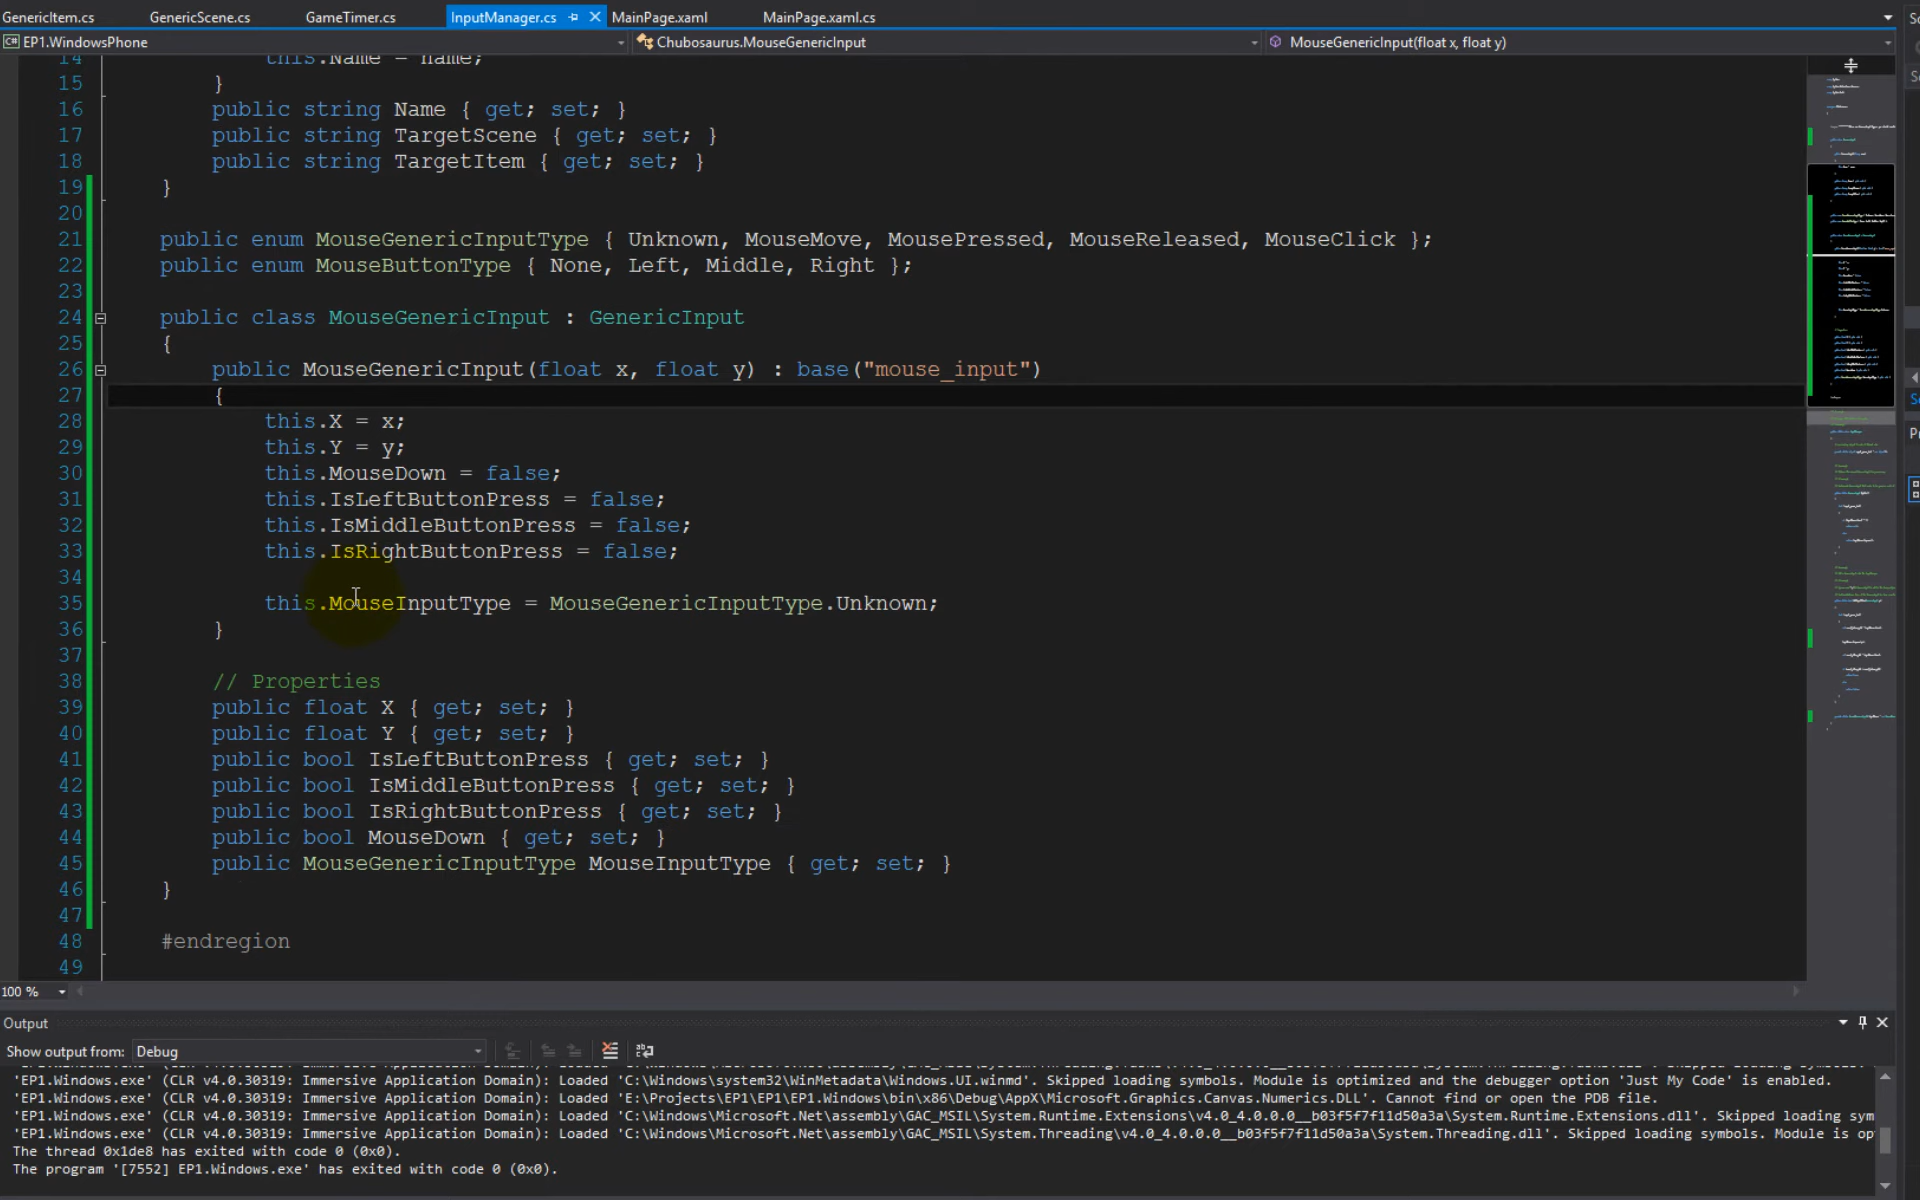 GenericItem.cs GenericScene.cs GameTimer.cs InputManager.cs MainPage.xaml MainPage.xaml.cs
EP1.WindowsPhone Chubosaurus.MouseGenericInput MouseGenericInput(float x, float y)
14 this.Name = name;
15 }
16 public string Name { get; set; }
17 public string TargetScene { get; set; }
18 public string TargetItem { get; set; }
19 }
20
21 public enum MouseGenericInputType { Unknown, MouseMove, MousePressed, MouseReleased, MouseClick };
22 public enum MouseButtonType { None, Left, Middle, Right };
23
24 public class MouseGenericInput : GenericInput
25 {
26 public MouseGenericInput(float x, float y) : base("mouse_input")
27 {
28 this.X = x;
29 this.Y = y;
30 this.MouseDown = false;
31 this.IsLeftButtonPress = false;
32 this.IsMiddleButtonPress = false;
33 this.IsRightButtonPress = false;
34
35 this.MouseInputType = MouseGenericInputType.Unknown;
36 }
37
38 // Properties
39 public float X { get; set; }
40 public float Y { get; set; }
41 public bool IsLeftButtonPress { get; set; }
42 public bool IsMiddleButtonPress { get; set; }
43 public bool IsRightButtonPress { get; set; }
44 public bool MouseDown { get; set; }
45 public MouseGenericInputType MouseInputType { get; set; }
46 }
47
48 #endregion
49
100 %
Output
Show output from: Debug
'EP1.Windows.exe' (CLR v4.0.30319: Immersive Application Domain): Loaded 'C:\Windows\system32\WinMetadata\Windows.UI.winmd'. Skipped loading symbols. Module is optimized and the debugger option 'Just My Code' is enabled.
'EP1.Windows.exe' (CLR v4.0.30319: Immersive Application Domain): Loaded 'E:\Projects\EP1\EP1\EP1.Windows\bin\x86\Debug\AppX\Microsoft.Graphics.Canvas.Numerics.DLL'. Cannot find or open the PDB file.
'EP1.Windows.exe' (CLR v4.0.30319: Immersive Application Domain): Loaded 'C:\Windows\Microsoft.Net\assembly\GAC_MSIL\System.Runtime.Extensions\v4.0_4.0.0.0__b03f5f7f11d50a3a\System.Runtime.Extensions.dll'. Skipped loading sym
'EP1.Windows.exe' (CLR v4.0.30319: Immersive Application Domain): Loaded 'C:\Windows\Microsoft.Net\assembly\GAC_MSIL\System.Threading\v4.0_4.0.0.0__b03f5f7f11d50a3a\System.Threading.dll'. Skipped loading symbols. Module is op
The thread 0x1de8 has exited with code 0 (0x0).
The program '[7552] EP1.Windows.exe' has exited with code 0 (0x0).